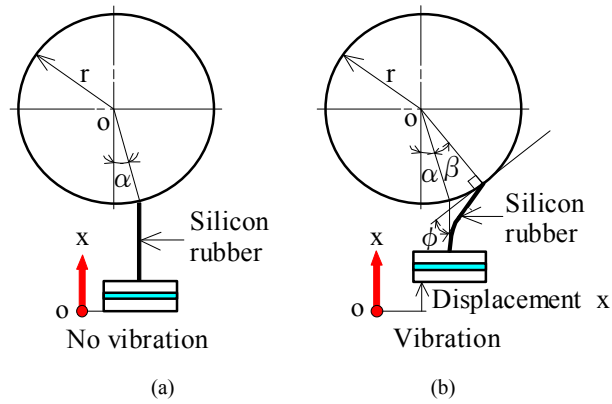 r
o
α
Silicon
rubber
x
o
No vibration
(a)
r
o
α β
Silicon
rubber
ϕ
x
o
Displacement x
Vibration
(b)